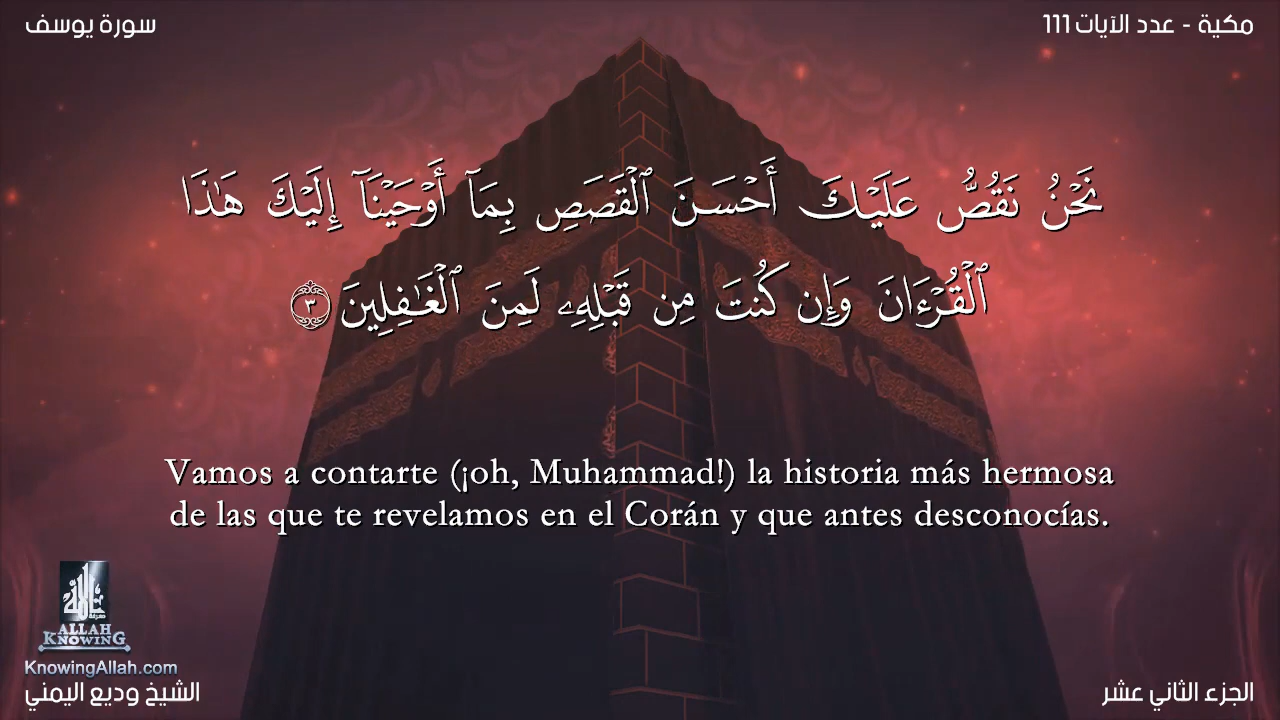 مكية - عدد الآيات 111
سورة يوسف
نَحْنُ نَقُصُّ عَلَيْكَ أَحْسَنَ ٱلْقَصَصِ بِمَآ أَوْحَيْنَآ إِلَيْكَ هَٰذَا
ٱلْقُرْءَانَ وَإِن كُنتَ مِن قَبْلِهِۦ لَمِنَ ٱلْغَٰفِلِينَ ٣
Vamos a contarte (¡oh, Muhammad!) la historia más hermosa
de las que te revelamos en el Corán y que antes desconocías.
ALLAH
KNOWING
KnowingAllah.com
الشيخ وديع اليمني
الجزء الثاني عشر